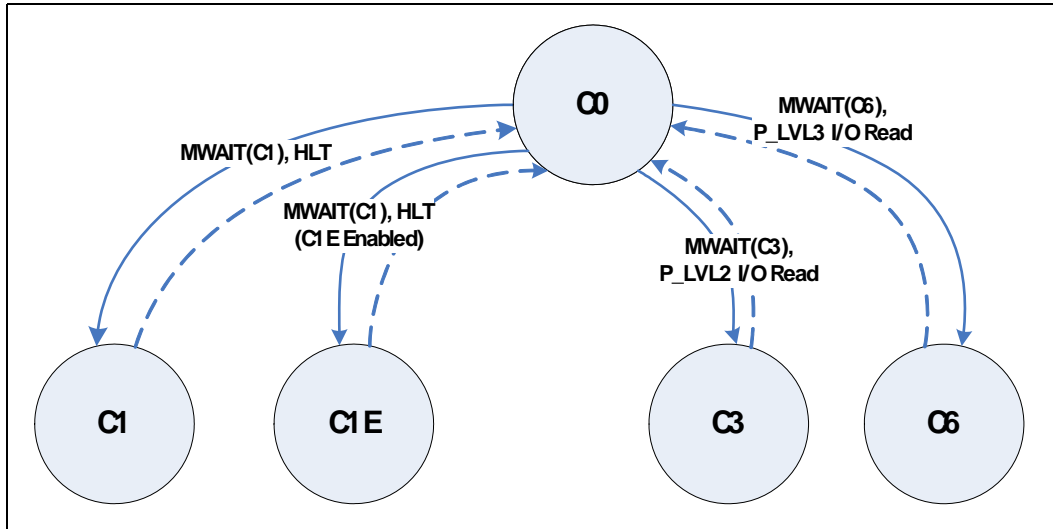 C0
MWAIT(C6),
P_LVL3 I/O Read
MWAIT(C1), HLT
MWAIT(C1), HLT
(C1E Enabled)
MWAIT(C3),
P_LVL2 I/O Read
C1
C1E
C3
C6